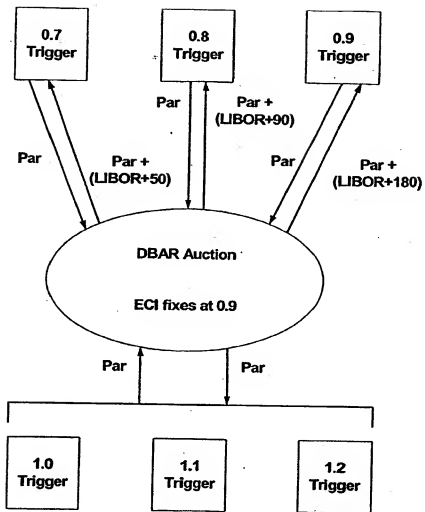 0.7
Trigger
0.8
Trigger
0.9
Trigger
Par
Par +
(LIBOR+50)
Par
Par +
(LIBOR+90)
Par
Par +
(LIBOR+180)
DBAR Auction
ECI fixes at 0.9
Par
Par
1.0
Trigger
1.1
Trigger
1.2
Trigger